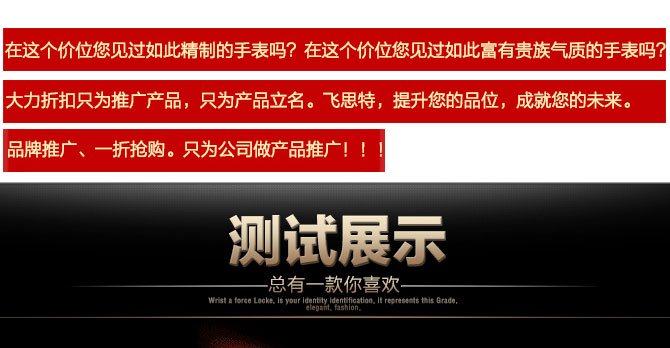 在这个价位您见过如此精制的手表吗？在这个价位您见过如此富有贵族气质的手表吗？
大力折扣只为推广产品，只为产品立名。飞思特，提升您的品位，成就您的未来。
品牌推广、一折抢购。只为公司做产品推广！！！
测试展示
总有一款你喜欢
Wrist a force Locke, is your identity identification, it represents this Grade,
elegant, fashion,